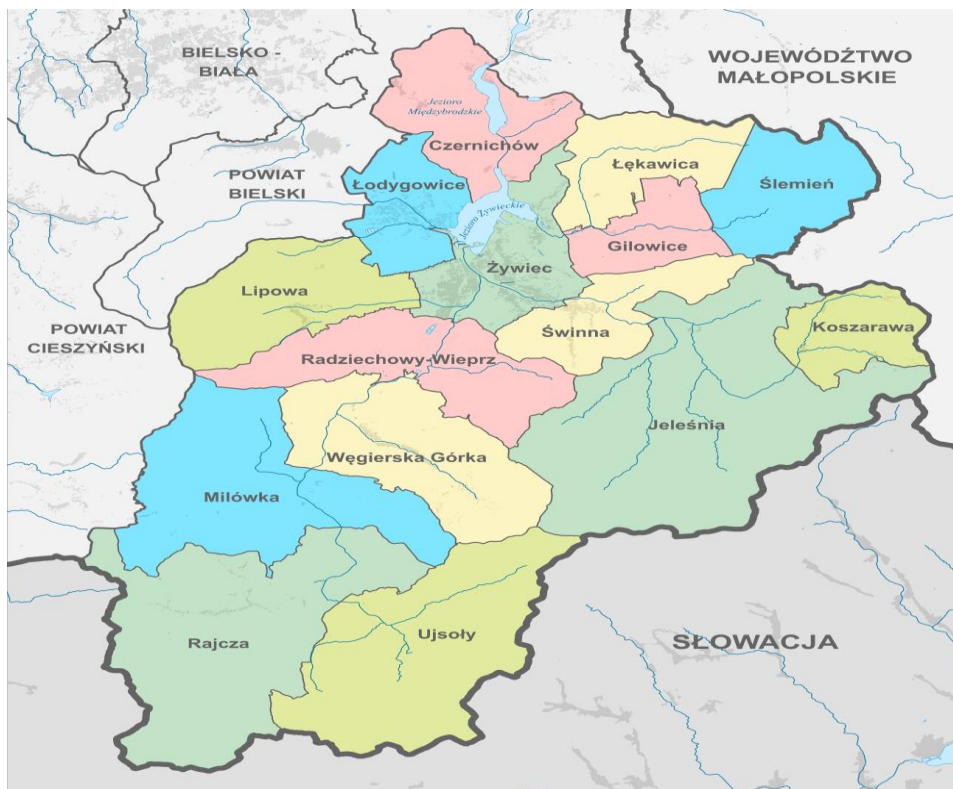 BIELSKO -
BIAŁA
WOJEWÓDŹTWO
MAŁOPOLSKIE
Jezioro
Międzybrodzkie
Czernichów
Łękawica
POWIAT
BIELSKI
Łodygowice
Ślemień
Jezioro Żywieckie
Gilowice
Żywiec
Lipowa
POWIAT
CIESZYŃSKI
Świnna
Koszarawa
Radziechowy-Wieprz
Jeleśnia
Węgierska Górka
Milówka
Ujsoły
Rajcza
SŁOWACJA